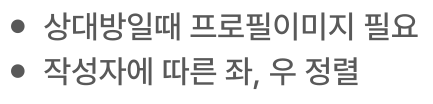 • 상대방일때 프로필이미지 필요
• 작성자에 따른 좌, 우 정렬